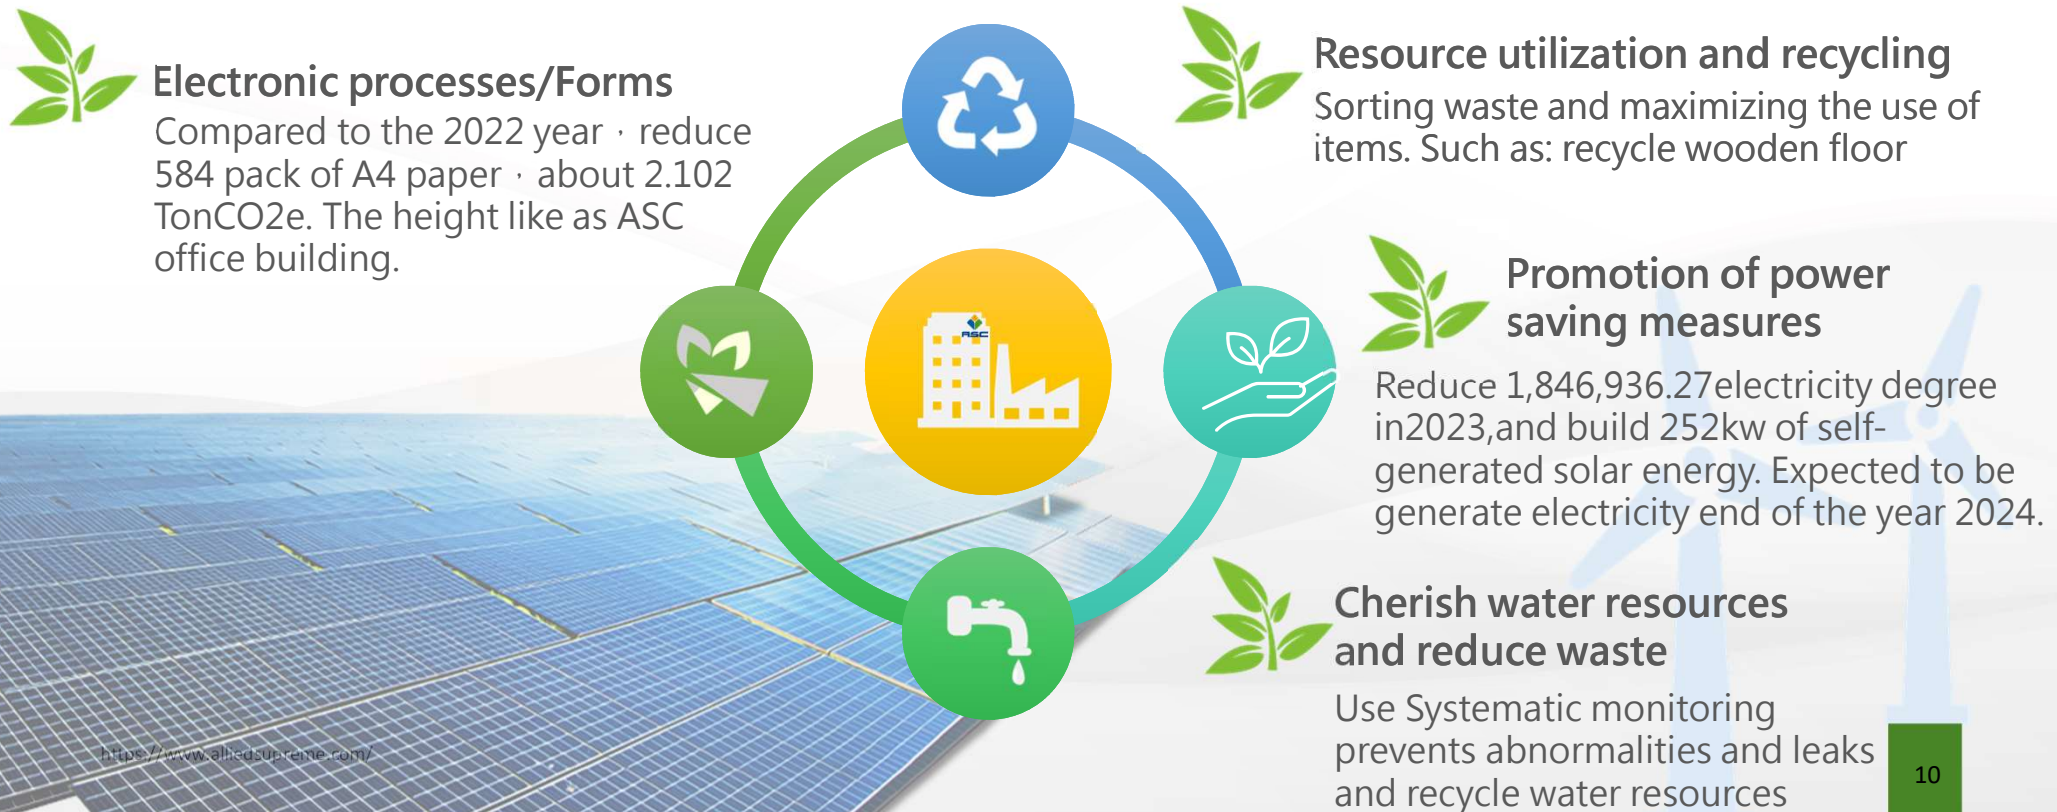 Electronic processes/Forms
Compared to the 2022 year，reduce
584 pack of A4 paper，about 2.102
TonCO2e. The height like as ASC
office building.
Resource utilization and recycling
Sorting waste and maximizing the use of
items. Such as: recycle wooden floor
ASC
Promotion of power
saving measures
Reduce 1,846,936.27electricity degree
in2023,and build 252kw of self-
generated solar energy. Expected to be
generate electricity end of the year 2024.
Cherish water resources
and reduce waste
Use Systematic monitoring
prevents abnormalities and leaks
and recycle water resources
https://www.alliedsupreme.com/
10